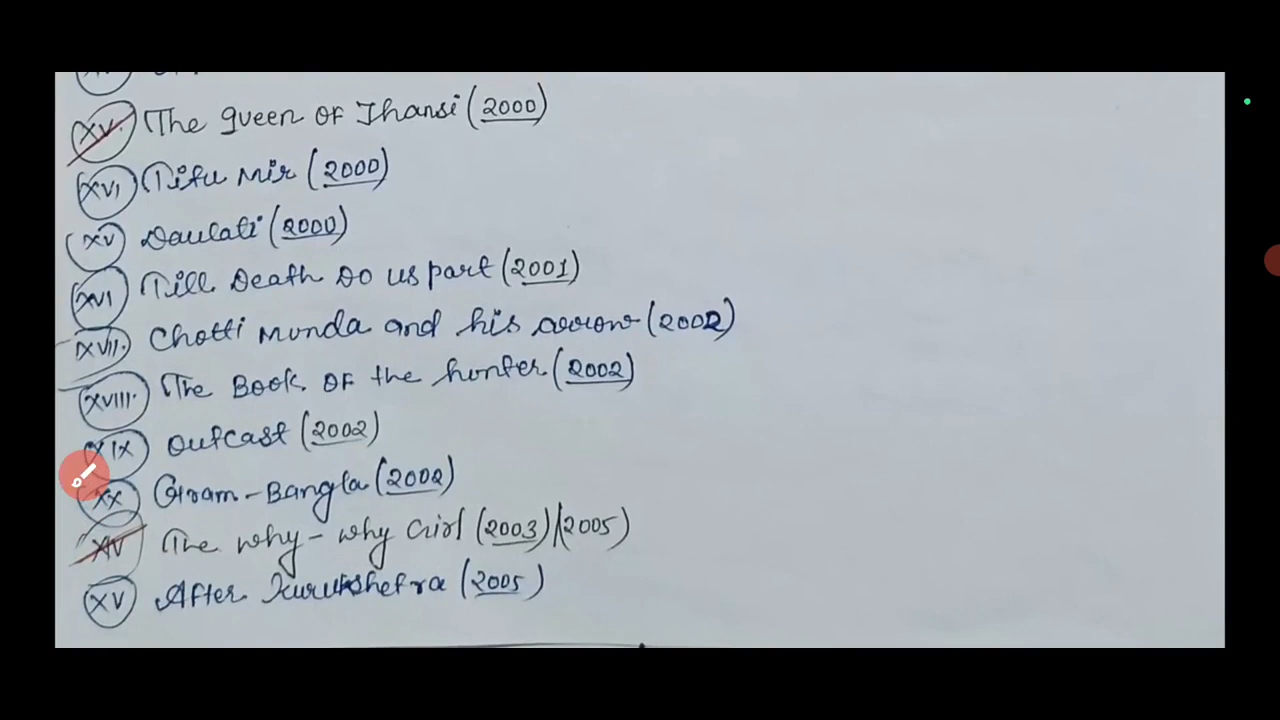 XV. The queen OF Jhansi (2000)
XVI Titu Mir (2000)
XV Daulati (2000)
XVI Till Death Do us part (2001)
XVII. Chotti Munda and his arrow (2002)
XVIII. The Book OF the hunter (2002)
XIX Outcast (2002)
XX Gram-Bangla (2002)
XIV The why-why Girl (2003)/(2005)
XV After Kurukshetra (2005)